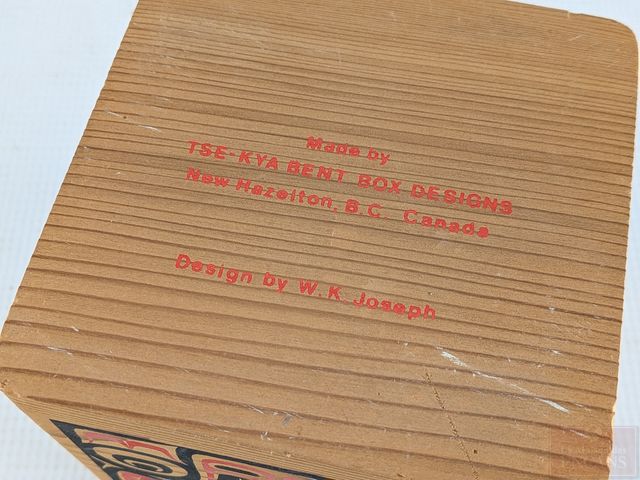 Made by
TSE-KYA BENT BOX DESIGNS
New Hazelton, B.C. Canada
Design by W.K. Joseph